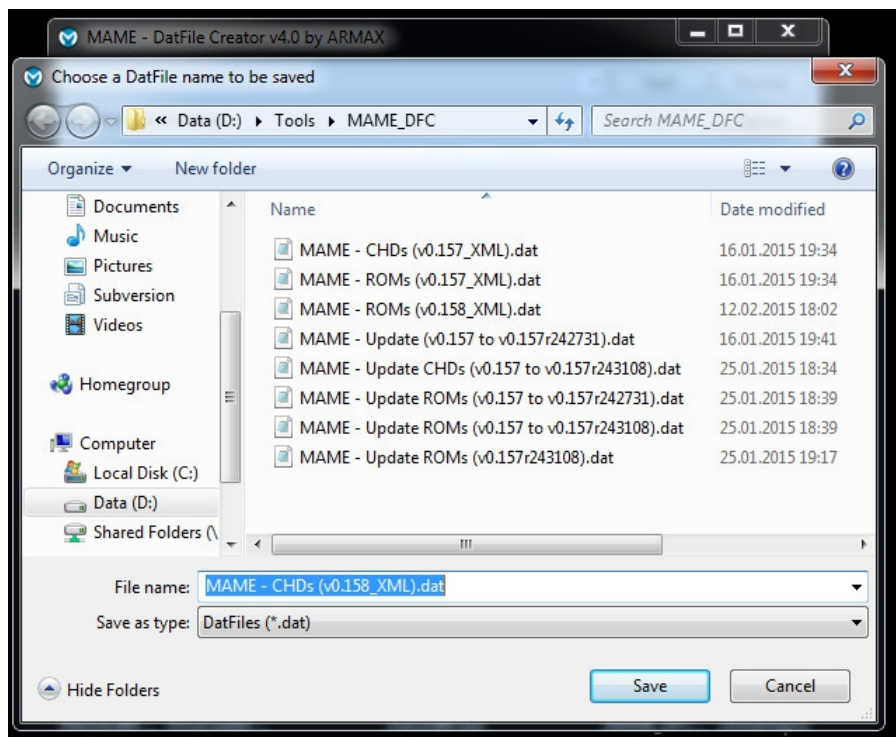 MAME - DatFile Creator v4.0 by ARMAX
Choose a DatFile name to be saved
« Data (D:) Tools MAME_DFC Search MAME_DFC
Organize New folder
Name Date modified
Documents
Music
Pictures
Subversion
Videos
Homegroup
Computer
Local Disk (C:)
Data (D:)
Shared Folders (\
MAME - CHDs (v0.157_XML).dat 16.01.2015 19:34
MAME - ROMs (v0.157_XML).dat 16.01.2015 19:34
MAME - ROMs (v0.158_XML).dat 12.02.2015 18:02
MAME - Update (v0.157 to v0.157r242731).dat 16.01.2015 19:41
MAME - Update CHDs (v0.157 to v0.157r243108).dat 25.01.2015 18:34
MAME - Update ROMs (v0.157 to v0.157r242731).dat 25.01.2015 18:39
MAME - Update ROMs (v0.157 to v0.157r243108).dat 25.01.2015 18:39
MAME - Update ROMs (v0.157r243108).dat 25.01.2015 19:17
File name: MAME - CHDs (v0.158_XML).dat
Save as type: DatFiles (*.dat)
Hide Folders Save Cancel